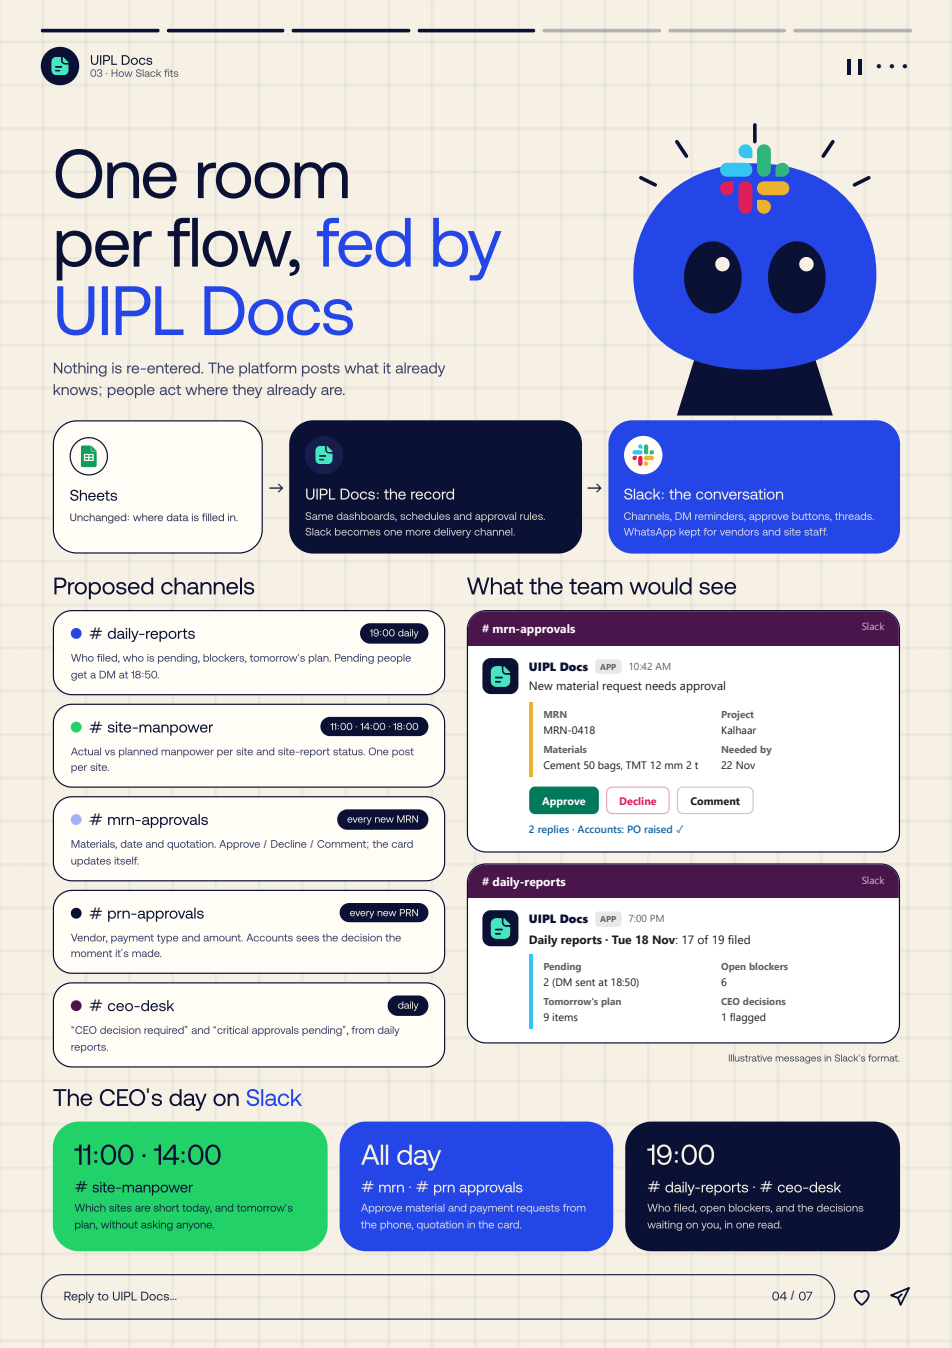 UIPL Docs
03 · How Slack fits
One room
per flow, fed by
UIPL Docs
Nothing is re-entered. The platform posts what it already
knows; people act where they already are.
Sheets
Unchanged: where data is filled in.
→
UIPL Docs: the record
Same dashboards, schedules and approval rules.
Slack becomes one more delivery channel.
→
Slack: the conversation
Channels, DM reminders, approve buttons, threads.
WhatsApp kept for vendors and site staff.
Proposed channels
# daily-reports
19:00 daily
Who filed, who is pending, blockers, tomorrow's plan. Pending people
get a DM at 18:50.
# site-manpower
11:00 · 14:00 · 18:00
Actual vs planned manpower per site and site-report status. One post
per site.
# mrn-approvals
every new MRN
Materials, date and quotation. Approve / Decline / Comment; the card
updates itself.
# prn-approvals
every new PRN
Vendor, payment type and amount. Accounts sees the decision the
moment it's made.
# ceo-desk
daily
"CEO decision required" and "critical approvals pending", from daily
reports.
What the team would see
# mrn-approvals
Slack
UIPL Docs APP 10:42 AM
New material request needs approval
MRN Project
MRN-0418 Kalhaar
Materials Needed by
Cement 50 bags, TMT 12 mm 2 t 22 Nov
Approve Decline Comment
2 replies · Accounts: PO raised ✓
# daily-reports
Slack
UIPL Docs APP 7:00 PM
Daily reports · Tue 18 Nov: 17 of 19 filed
Pending Open blockers
2 (DM sent at 18:50) 6
Tomorrow's plan CEO decisions
9 items 1 flagged
Illustrative messages in Slack's format.
The CEO's day on Slack
11:00 · 14:00
# site-manpower
Which sites are short today, and tomorrow's
plan, without asking anyone.
All day
# mrn · # prn approvals
Approve material and payment requests from
the phone, quotation in the card.
19:00
# daily-reports · # ceo-desk
Who filed, open blockers, and the decisions
waiting on you, in one read.
Reply to UIPL Docs...
04 / 07